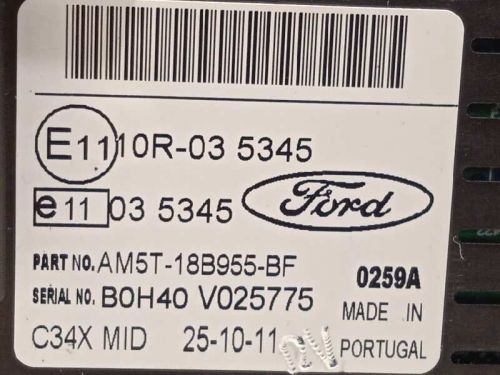 E11 10R-03 5345
e11 03 5345 Ford
PART NO. AM5T-18B955-BF 0259A
SERIAL NO. B0H40 V025775 MADE IN
C34X MID 25-10-11 PORTUGAL